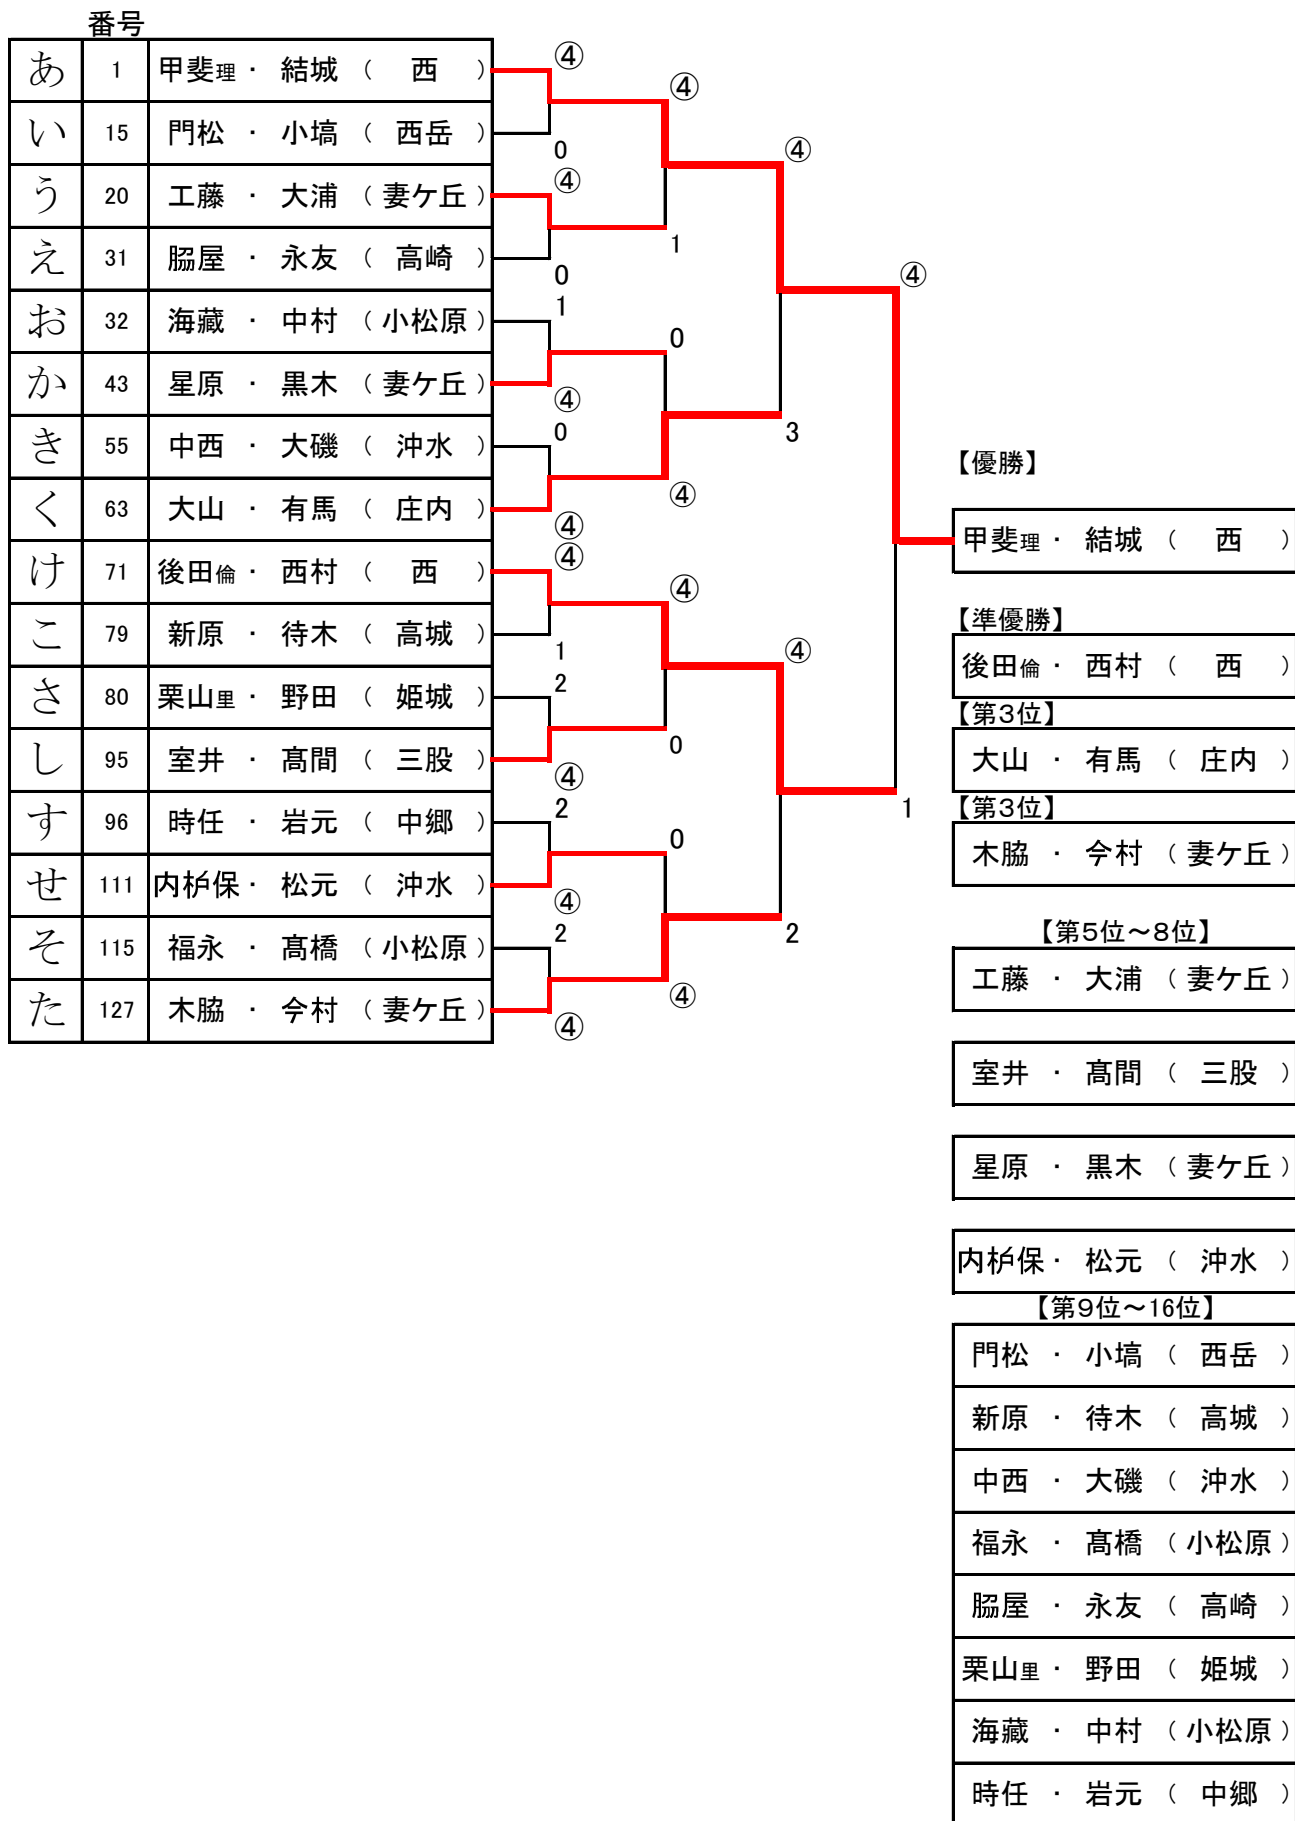 番号
あ 1 甲斐理・ 結城 ( 西 )
い 15 門松 ・ 小塙 ( 西岳 )
う 20 工藤 ・ 大浦 ( 妻ケ丘 )
え 31 脇屋 ・ 永友 ( 高崎 )
お 32 海藏 ・ 中村 ( 小松原 )
か 43 星原 ・ 黒木 ( 妻ケ丘 )
き 55 中西 ・ 大磯 ( 沖水 )
く 63 大山 ・ 有馬 ( 庄内 )
け 71 後田倫・ 西村 ( 西 )
こ 79 新原 ・ 待木 ( 高城 )
さ 80 栗山里・ 野田 ( 姫城 )
し 95 室井 ・ 髙間 ( 三股 )
す 96 時任 ・ 岩元 ( 中郷 )
せ 111 内枦保・ 松元 ( 沖水 )
そ 115 福永 ・ 髙橋 ( 小松原 )
た 127 木脇 ・ 今村 ( 妻ケ丘 )
④
0
④
0
1
④
0
④
④
1
2
④
2
④
2
④
④
1
0
④
④
0
0
④
④
3
④
2
④
1
【優勝】
甲斐理・ 結城 ( 西 )
【準優勝】
後田倫・ 西村 ( 西 )
【第3位】
大山 ・ 有馬 ( 庄内 )
【第3位】
木脇 ・ 今村 ( 妻ケ丘 )
【第5位～8位】
工藤 ・ 大浦 ( 妻ケ丘 )
室井 ・ 髙間 ( 三股 )
星原 ・ 黒木 ( 妻ケ丘 )
内枦保・ 松元 ( 沖水 )
【第9位～16位】
門松 ・ 小塙 ( 西岳 )
新原 ・ 待木 ( 高城 )
中西 ・ 大磯 ( 沖水 )
福永 ・ 髙橋 ( 小松原 )
脇屋 ・ 永友 ( 高崎 )
栗山里・ 野田 ( 姫城 )
海藏 ・ 中村 ( 小松原 )
時任 ・ 岩元 ( 中郷 )